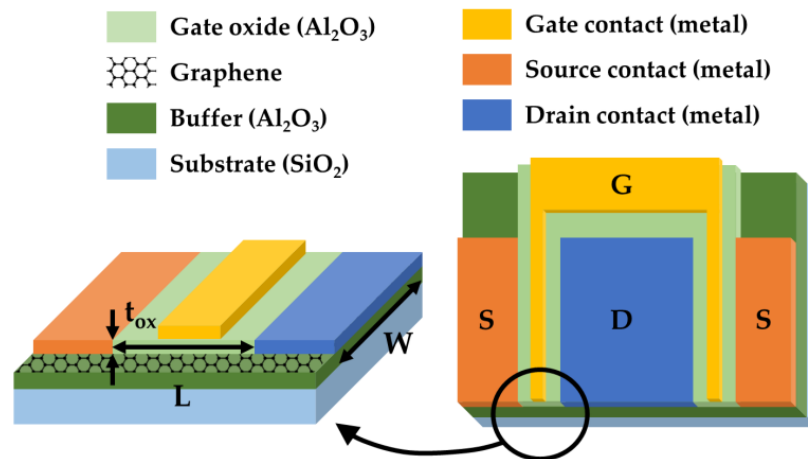 Gate oxide (Al₂O₃)
Graphene
Buffer (Al₂O₃)
Substrate (SiO₂)
Gate contact (metal)
Source contact (metal)
Drain contact (metal)
tox
L
W
G
S
D
S